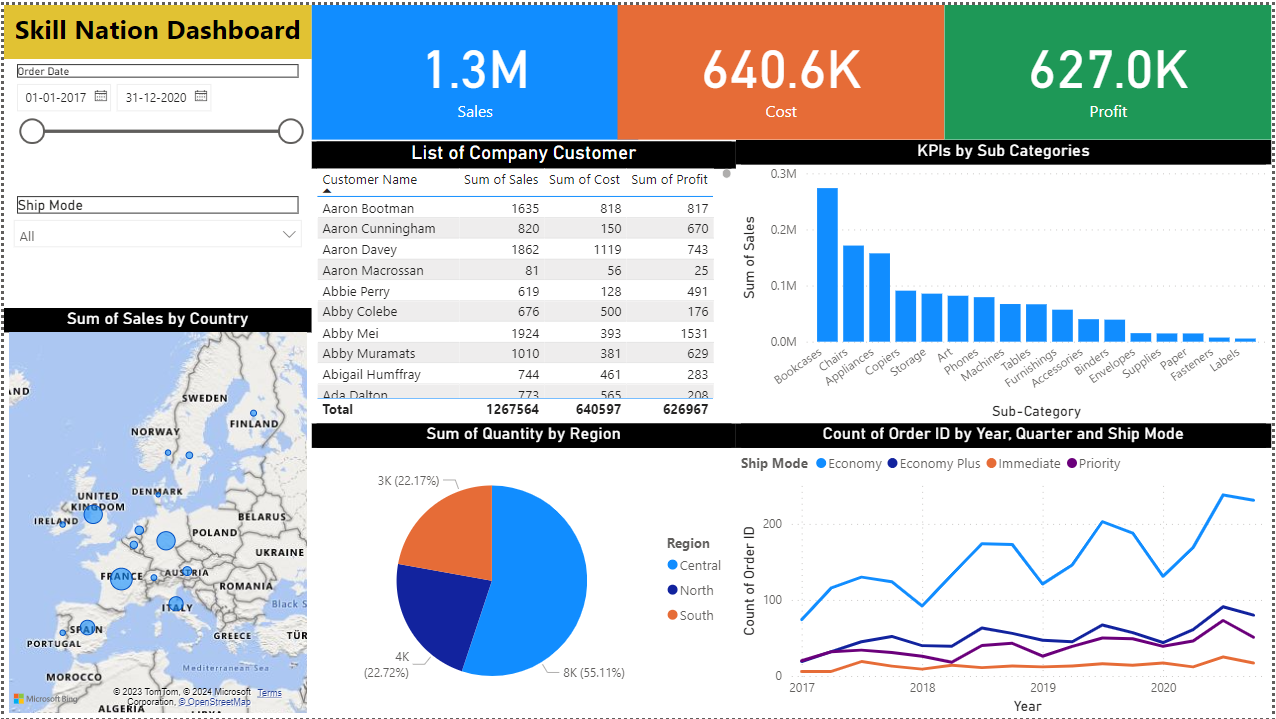 Skill Nation Dashboard
Order Date
01-01-2017 31-12-2020
Ship Mode
All
1.3M
Sales
640.6K
Cost
627.0K
Profit
List of Company Customer
Customer Name Sum of Sales Sum of Cost Sum of Profit
Aaron Bootman 1635 818 817
Aaron Cunningham 820 150 670
Aaron Davey 1862 1119 743
Aaron Macrossan 81 56 25
Abbie Perry 619 128 491
Abby Colebe 676 500 176
Abby Mei 1924 393 1531
Abby Muramats 1010 381 629
Abigail Humffray 744 461 283
Ada Dalton 773 565 208
Total 1267564 640597 626967
KPIs by Sub Categories
Sum of Sales
0.3M
0.2M
0.1M
0.0M
Bookcases
Chairs
Appliances
Copiers
Storage
Art
Phones
Machines
Tables
Furnishings
Accessories
Binders
Envelopes
Supplies
Paper
Fasteners
Labels
Sub-Category
Sum of Sales by Country
AND
SWEDEN
FINLAND
NORWAY
UNITED
KINGDOM
DENMARK
IRELAND
BELARUS
POLAND
UKRAINE
FRANCE
AUSTRIA
ROMANIA
ITALY
Black S
SPAIN
PORTUGAL
GREECE
TÜR
Mediterranean Sea
MOROCCO
ALGERIA
Microsoft Bing
© 2023 TomTom, © 2024 Microsoft Terms
Corporation, © OpenStreetMap
Sum of Quantity by Region
3K (22.17%)
4K
(22.72%)
8K (55.11%)
Region
Central
North
South
Count of Order ID by Year, Quarter and Ship Mode
Ship Mode Economy Economy Plus Immediate Priority
Count of Order ID
200
100
0
2017
2018
2019
2020
Year